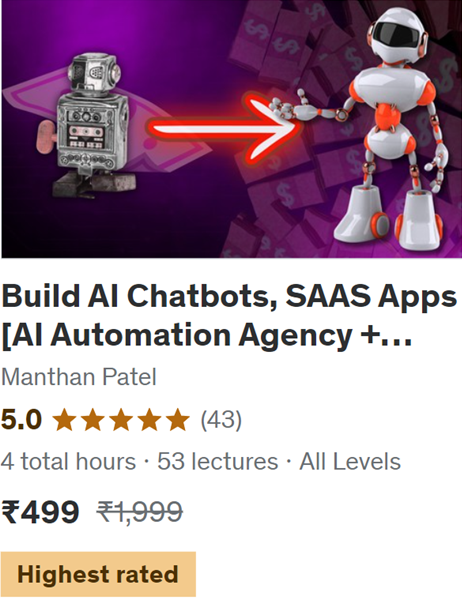 Build AI Chatbots, SAAS Apps
[AI Automation Agency +...
Manthan Patel
5.0 ★★★★★ (43)
4 total hours · 53 lectures · All Levels
₹499 ₹1,999
Highest rated